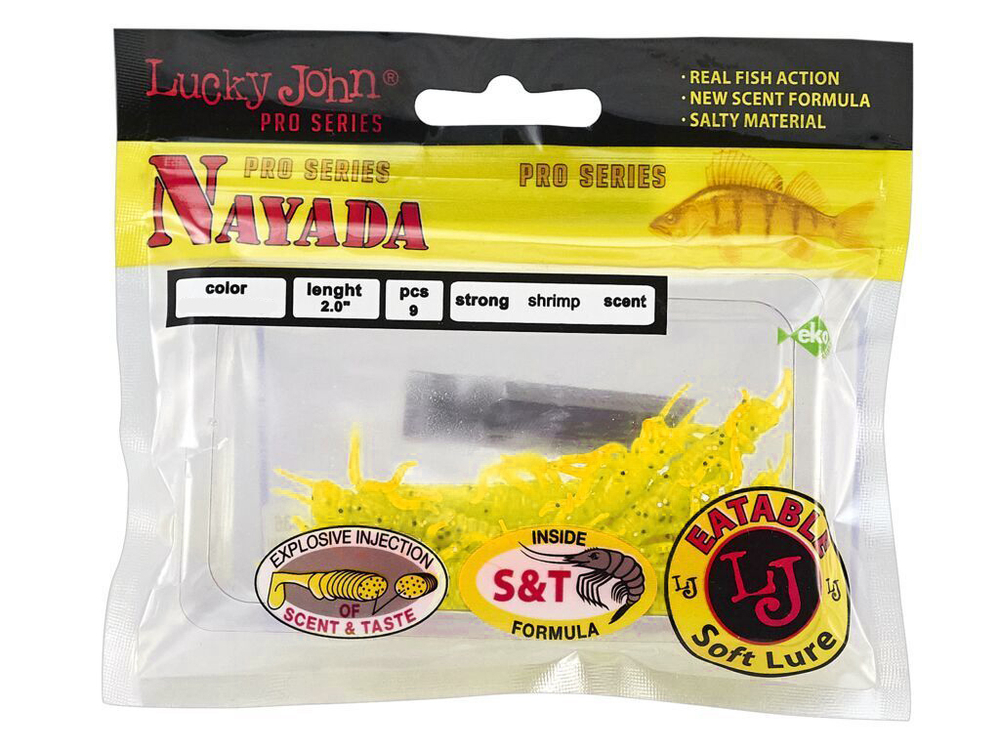 Lucky John®
PRO SERIES
· REAL FISH ACTION
· NEW SCENT FORMULA
· SALTY MATERIAL
PRO SERIES
NAYADA
PRO SERIES
color
lenght
2.0"
pcs
9
strong shrimp scent
eko
EXPLOSIVE INJECTION
OF
SCENT & TASTE
INSIDE
S&T
FORMULA
EATABLE
LJ
LJ
LJ
Soft Lure